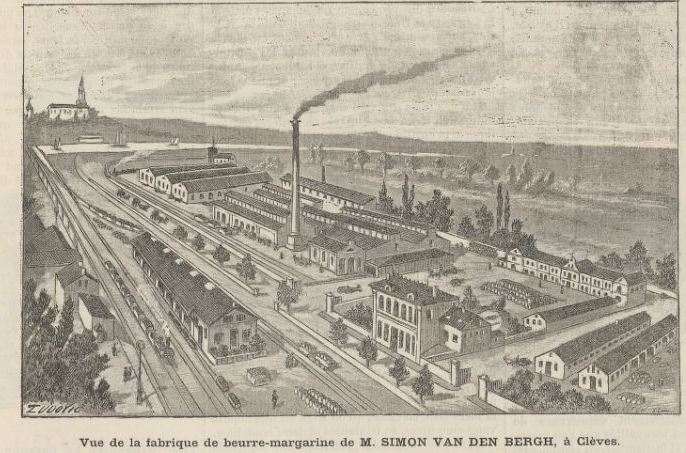 Vue de la fabrique de beurre-margarine de M. SIMON VAN DEN BERGH, à Clèves.